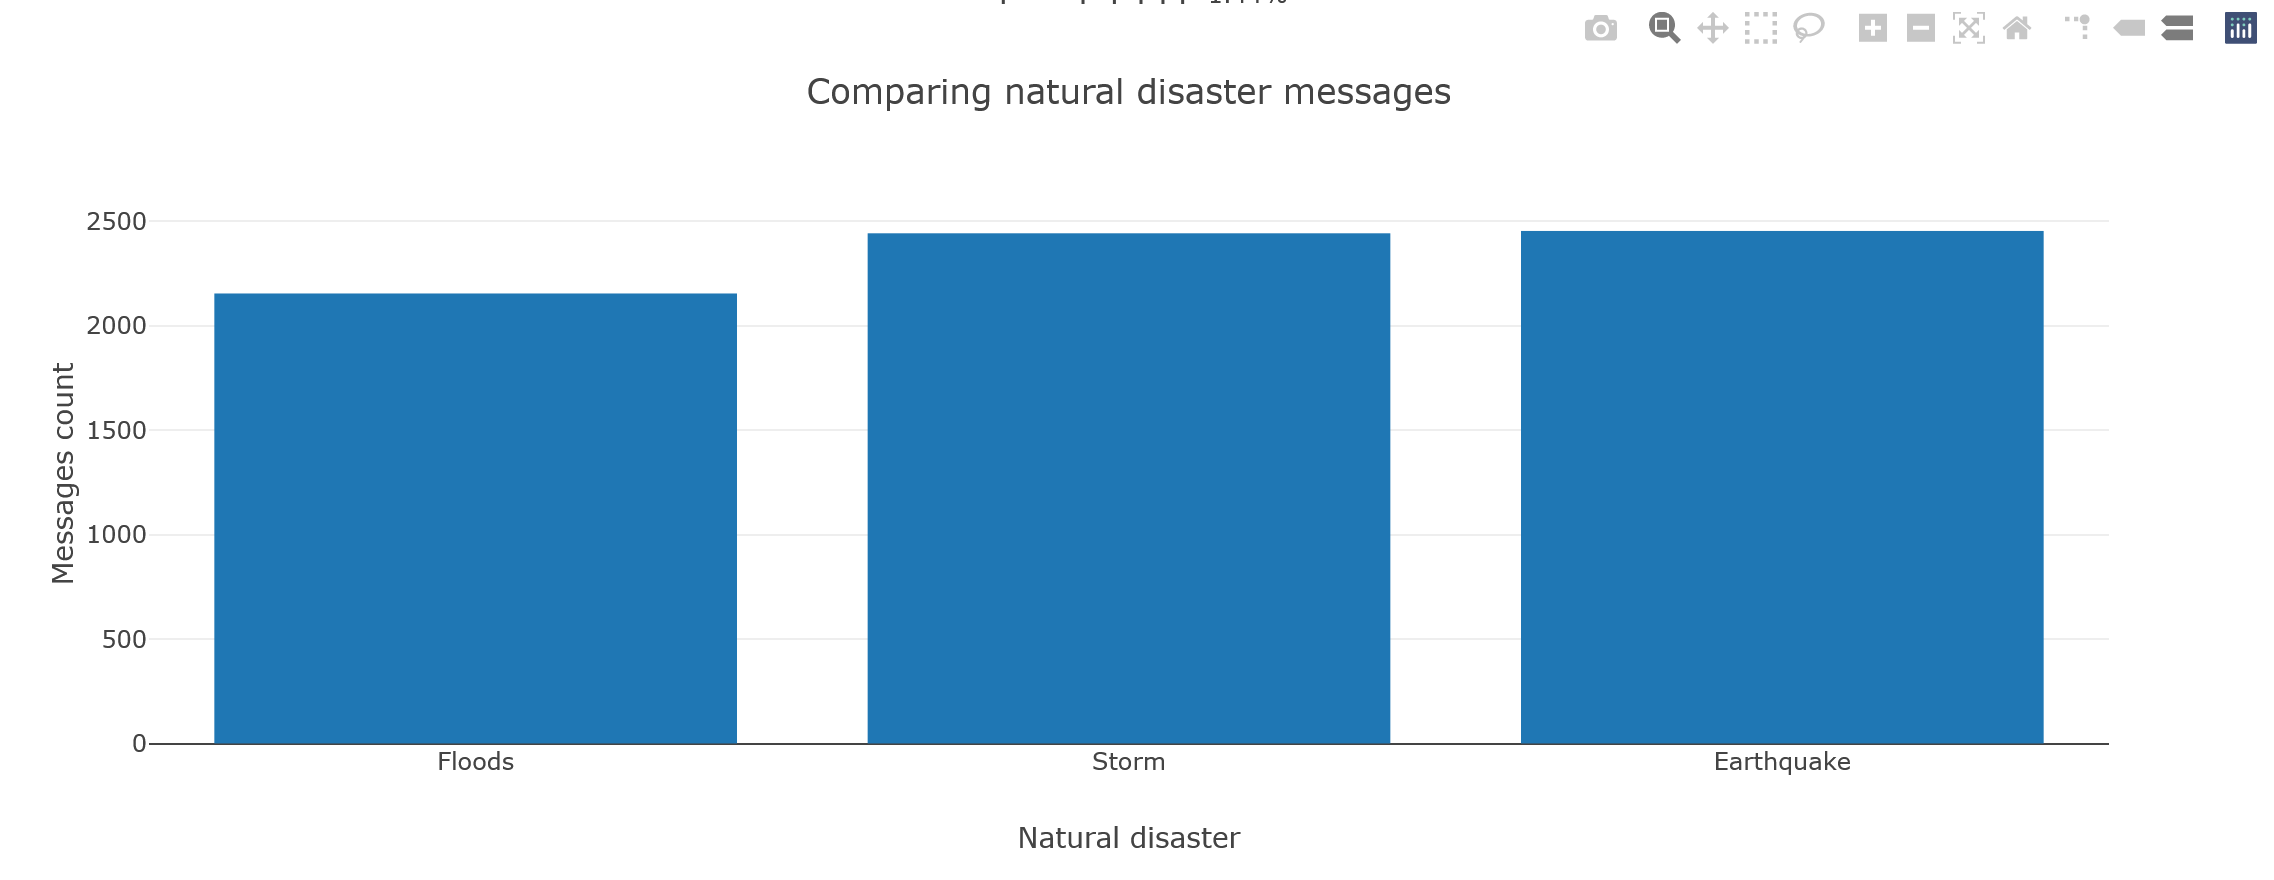 Comparing natural disaster messages
2500
2000
1500
1000
500
0
Messages count
Floods
Storm
Earthquake
Natural disaster